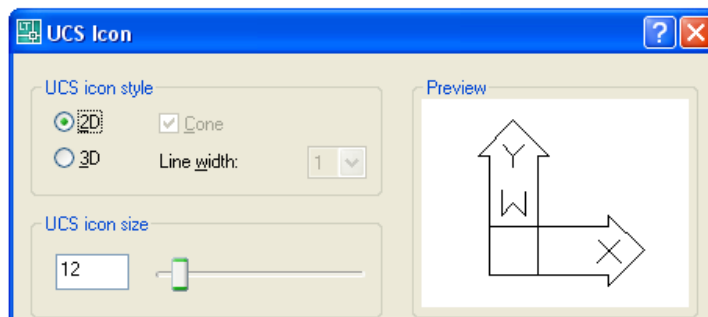 UCS Icon
UCS icon style
2D
Cone
3D
Line width:
1
UCS icon size
12
Preview
Y
W
X